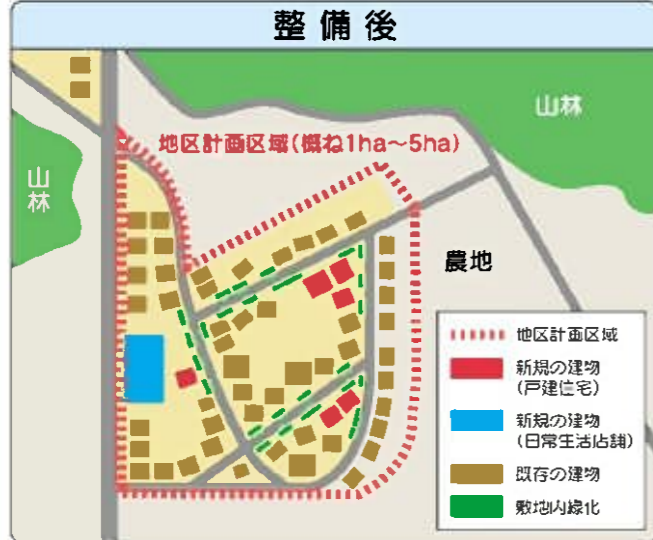 整備後
山林
地区計画区域(概ね1ha～5ha)
山林
農地
地区計画区域
新規の建物
(戸建住宅)
新規の建物
(日常生活店舗)
既存の建物
敷地内緑化